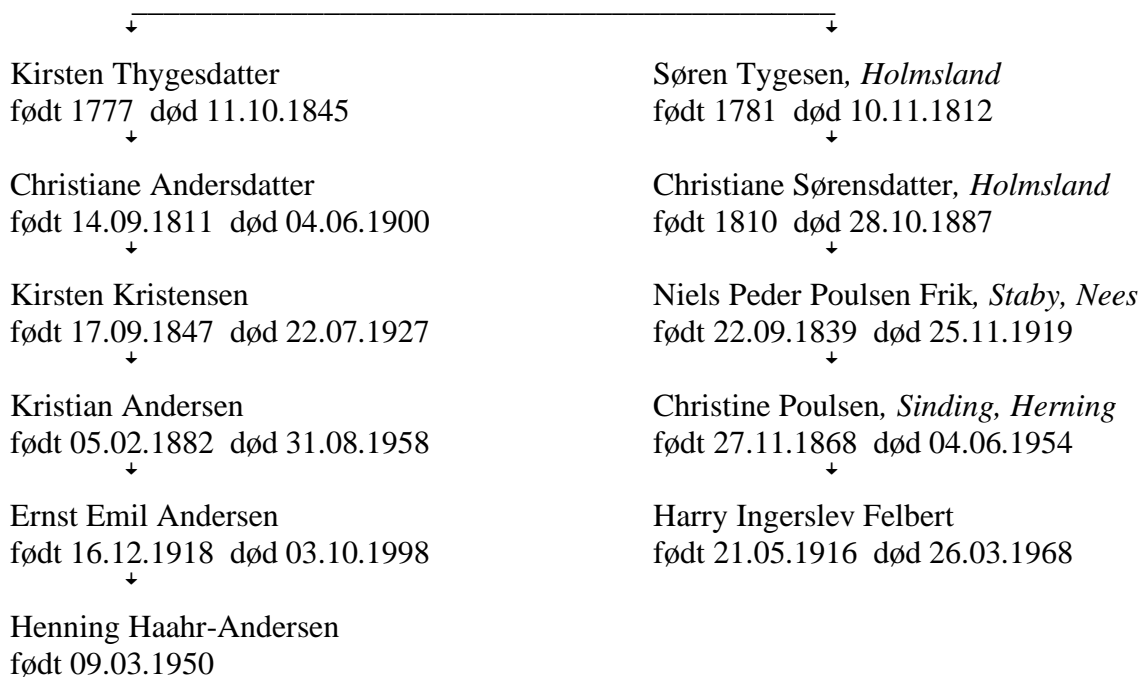 Kirsten Thygesdatter
født 1777  død 11.10.1845
Christiane Andersdatter
født 14.09.1811  død 04.06.1900
Kirsten Kristensen
født 17.09.1847  død 22.07.1927
Kristian Andersen
født 05.02.1882  død 31.08.1958
Ernst Emil Andersen
født 16.12.1918  død 03.10.1998
Henning Haahr-Andersen
født 09.03.1950
Søren Tygesen, Holmsland
født 1781  død 10.11.1812
Christiane Sørensdatter, Holmsland
født 1810  død 28.10.1887
Niels Peder Poulsen Frik, Staby, Nees
født 22.09.1839  død 25.11.1919
Christine Poulsen, Sinding, Herning
født 27.11.1868  død 04.06.1954
Harry Ingerslev Felbert
født 21.05.1916  død 26.03.1968